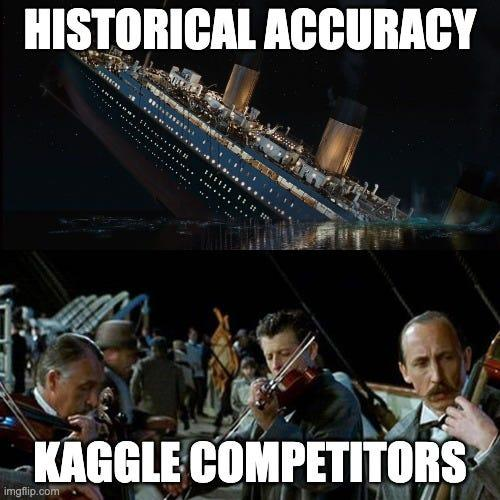 HISTORICAL ACCURACY
KAGGLE COMPETITORS
imgflip.com